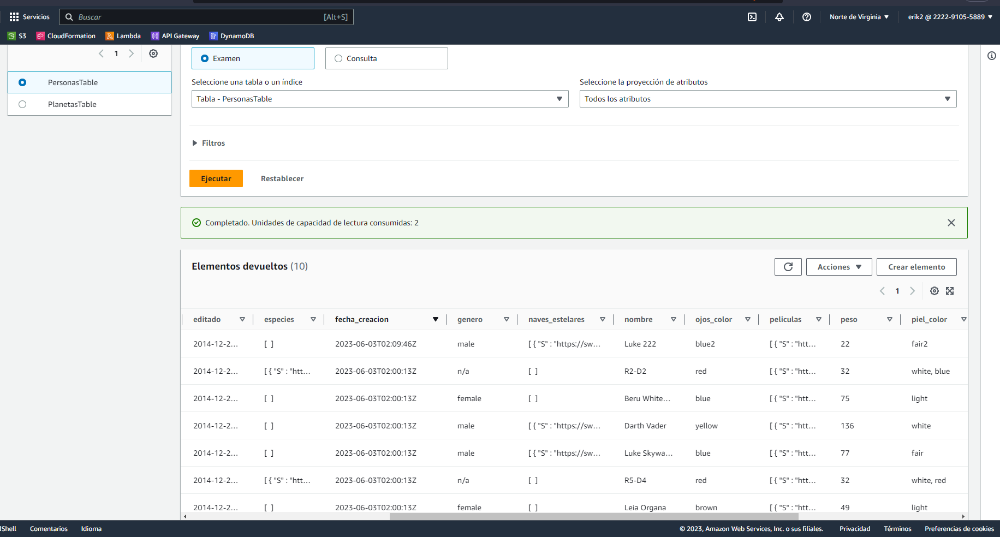 Servicios
Buscar
[Alt+S]
Norte de Virginia
erik2 @ 2222-9105-5889
S3
CloudFormation
Lambda
API Gateway
DynamoDB
1
PersonasTable
PlanetasTable
Examen
Consulta
Seleccione una tabla o un índice
Tabla - PersonasTable
Seleccione la proyección de atributos
Todos los atributos
Filtros
Ejecutar
Restablecer
Completado. Unidades de capacidad de lectura consumidas: 2
Elementos devueltos (10)
Acciones
Crear elemento
1
editado especies fecha_creacion genero naves_estelares nombre ojos_color peliculas peso piel_color
2014-12-2... [ ] 2023-06-03T02:09:46Z male [ { "S" : "https://sw... Luke 222 blue2 [ { "S" : "htt... 22 fair2
2014-12-2... [ { "S" : "htt... 2023-06-03T02:00:13Z n/a [ ] R2-D2 red [ { "S" : "htt... 32 white, blue
2014-12-2... [ ] 2023-06-03T02:00:13Z female [ ] Beru White... blue [ { "S" : "htt... 75 light
2014-12-2... [ ] 2023-06-03T02:00:13Z male [ { "S" : "https://sw... Darth Vader yellow [ { "S" : "htt... 136 white
2014-12-2... [ ] 2023-06-03T02:00:13Z male [ { "S" : "https://sw... Luke Skywa... blue [ { "S" : "htt... 77 fair
2014-12-2... [ { "S" : "htt... 2023-06-03T02:00:13Z n/a [ ] R5-D4 red [ { "S" : "htt... 32 white, red
2014-12-2... [ ] 2023-06-03T02:00:13Z female [ ] Leia Organa brown [ { "S" : "htt... 49 light
dShell
Comentarios
Idioma
© 2023, Amazon Web Services, Inc. o sus filiales.
Privacidad
Términos
Preferencias de cookies